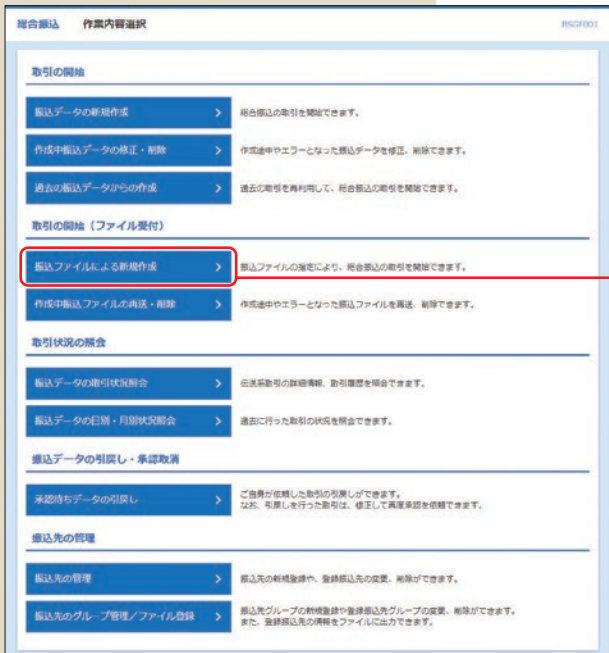 総合振込 作業内容選択 BSGF001
取引の開始
振込データの新規作成 > 総合振込の取引を開始できます。
作成中振込データの修正・削除 > 作成途中やエラーとなった振込データを修正、削除できます。
過去の振込データからの作成 > 過去の取引を再利用して、総合振込の取引を開始できます。
取引の開始（ファイル受付）
振込ファイルによる新規作成 > 振込ファイルの指定により、総合振込の取引を開始できます。
作成中振込ファイルの再送・削除 > 作成途中やエラーとなった振込ファイルを再送、削除できます。
取引状況の照会
振込データの取引状況照会 > 伝送系取引の詳細情報、取引履歴を照会できます。
振込データの日別・月別状況照会 > 過去に行った取引の状況を照会できます。
振込データの引戻し・承認取消
承認待ちデータの引戻し > ご自身が依頼した取引の引戻しができます。
なお、引戻しを行った取引は、修正して再度承認を依頼できます。
振込先の管理
振込先の管理 > 振込先の新規登録や、登録振込先の変更、削除ができます。
振込先のグループ管理/ファイル登録 > 振込先グループの新規登録や登録振込先グループの変更、削除ができます。
また、登録振込先の情報をファイルに出力できます。